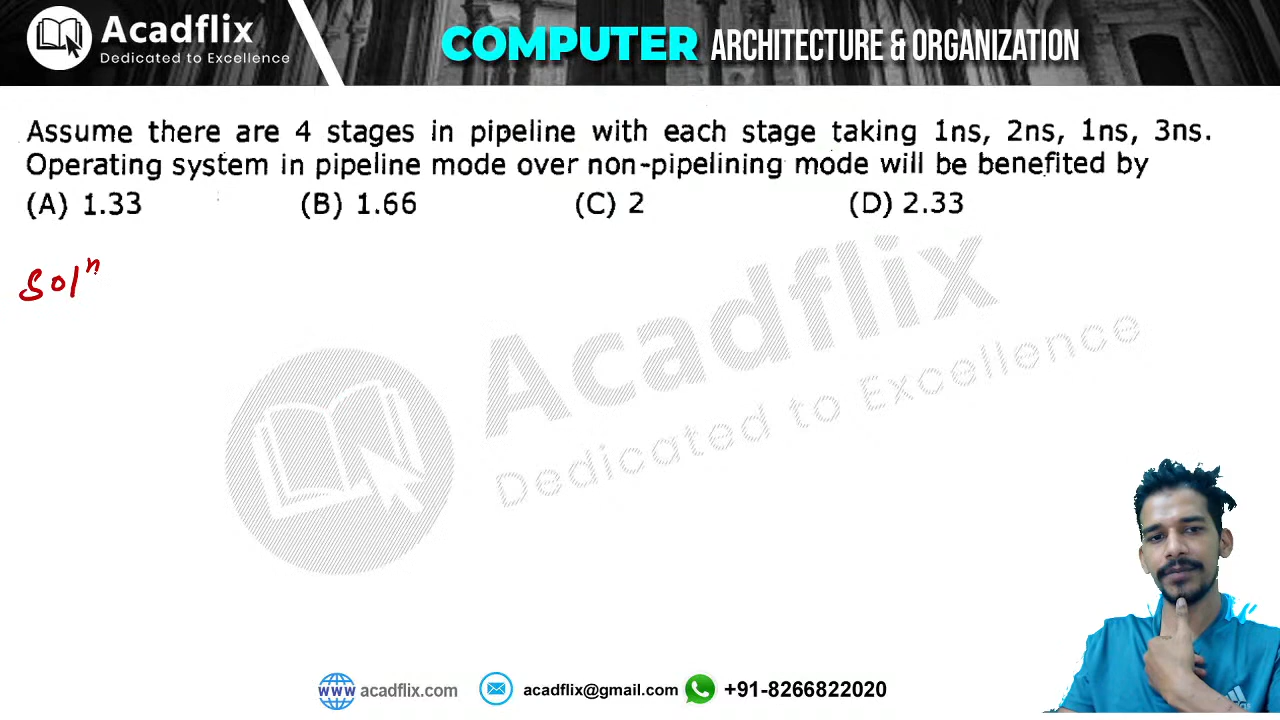 Acadflix
Dedicated to Excellence
COMPUTER ARCHITECTURE & ORGANIZATION
Assume there are 4 stages in pipeline with each stage taking 1ns, 2ns, 1ns, 3ns.
Operating system in pipeline mode over non-pipelining mode will be benefited by
(A) 1.33 (B) 1.66 (C) 2 (D) 2.33
Solⁿ
Acadflix
Dedicated to Excellence
www acadflix.com acadflix@gmail.com +91-8266822020